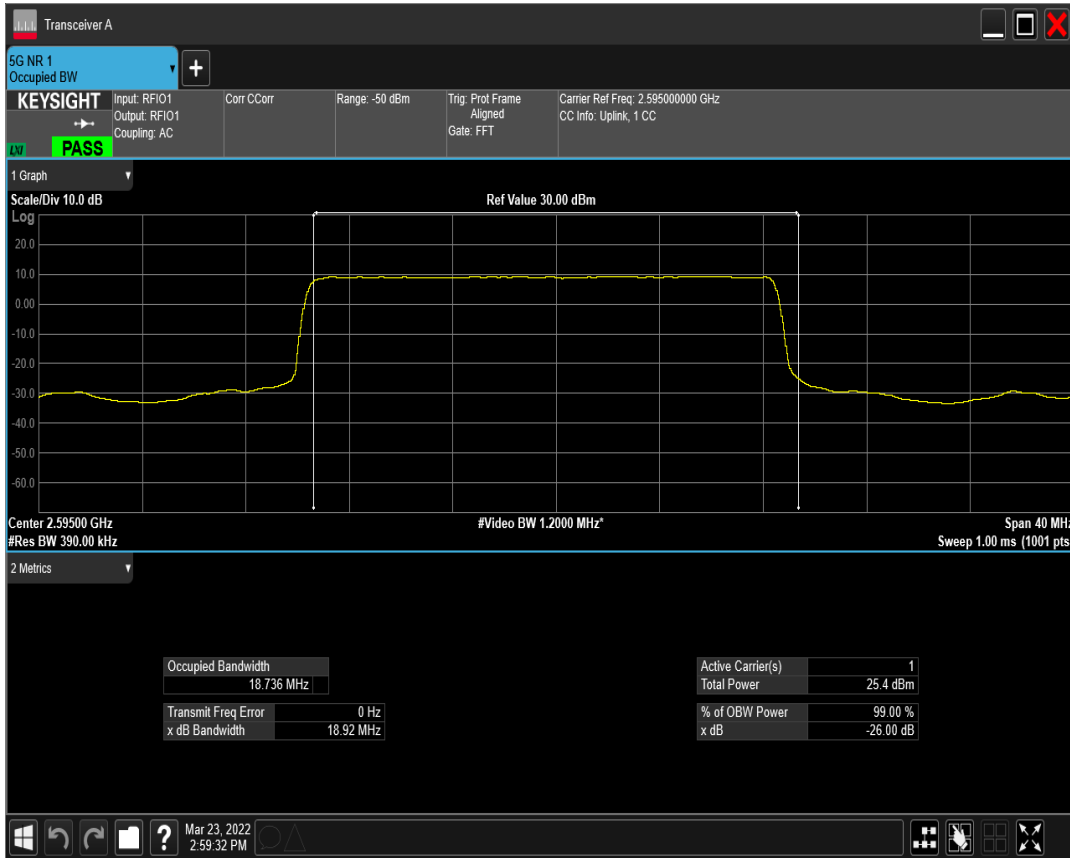 Transceiver A
5G NR 1
Occupied BW
KEYSIGHT
LXI
PASS
Input: RFIO1
Output: RFIO1
Coupling: AC
Corr CCorr
Range: -50 dBm
Trig: Prot Frame
Aligned
Gate: FFT
Carrier Ref Freq: 2.595000000 GHz
CC Info: Uplink, 1 CC
1 Graph
Scale/Div 10.0 dB
Ref Value 30.00 dBm
Log
20.0
10.0
0.00
-10.0
-20.0
-30.0
-40.0
-50.0
-60.0
Center 2.59500 GHz
#Video BW 1.2000 MHz*
Span 40 MHz
#Res BW 390.00 kHz
Sweep 1.00 ms (1001 pts
2 Metrics
Occupied Bandwidth
18.736 MHz
Transmit Freq Error 0 Hz
x dB Bandwidth 18.92 MHz
Active Carrier(s) 1
Total Power 25.4 dBm
% of OBW Power 99.00 %
x dB -26.00 dB
?
Mar 23, 2022
2:59:32 PM